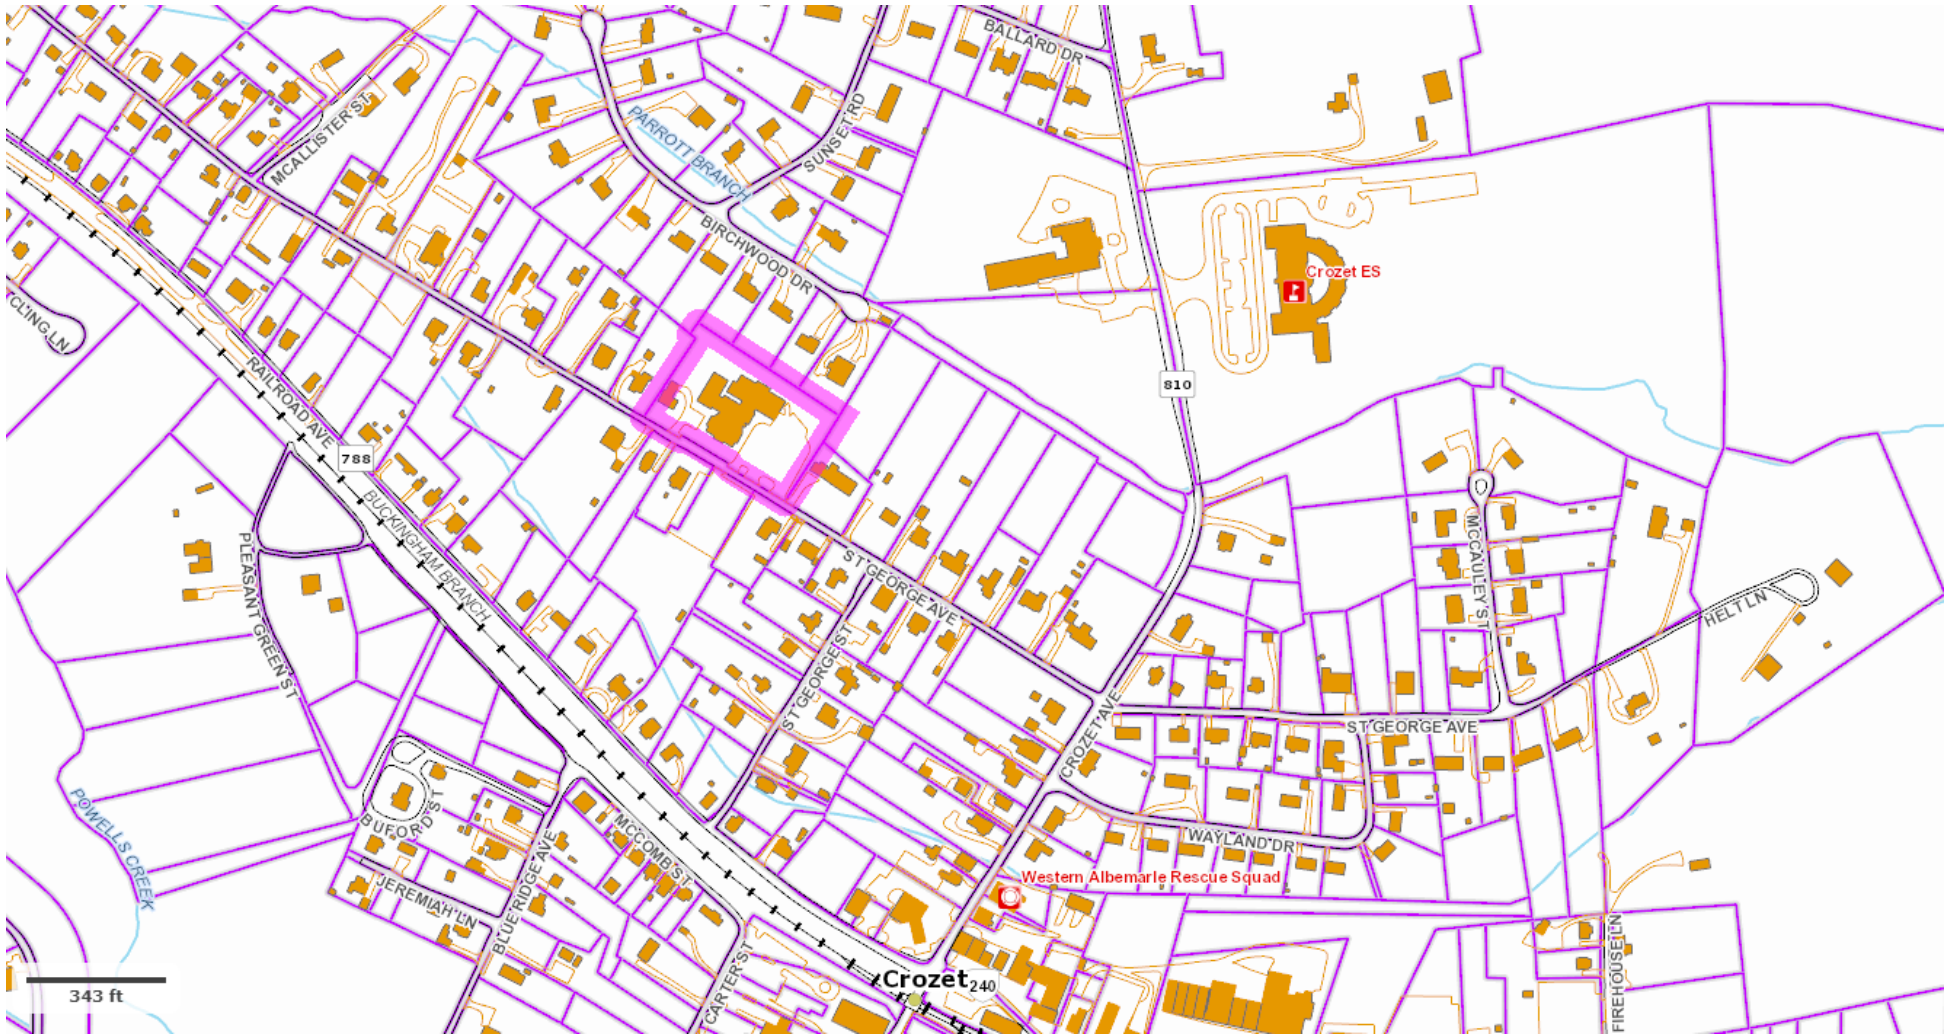 BALLARD DR
MCALLISTER ST
PARROTT BRANCH
SUNSET RD
BIRCHWOOD DR
Crozet ES
CLING LN
RAILROAD AVE
810
788
BUCKINGHAM BRANCH
PLEASANT GREEN ST
ST GEORGE AVE
MCCAULEY ST
HELT LN
ST GEORGE ST
CROZET AVE
ST GEORGE AVE
POWELLS CREEK
BUFORD ST
MCCOMB ST
WAYLAND DR
JEREMIAH LN
BLUE RIDGE AVE
Western Albemarle Rescue Squad
CARTER ST
FIREHOUSE LN
Crozet
240
343 ft